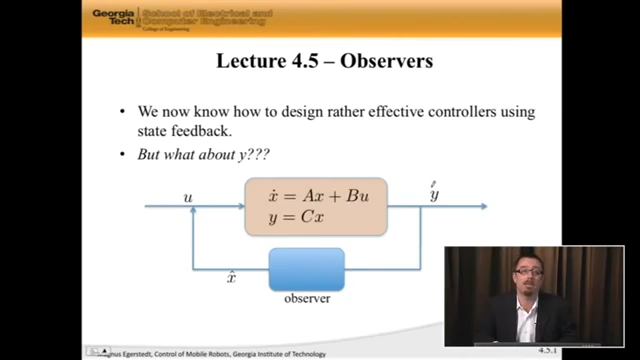 Georgia Tech
School of Electrical and
Computer Engineering
College of Engineering
Lecture 4.5 – Observers
• We now know how to design rather effective controllers using
state feedback.
• But what about y???
u
ẋ = Ax + Bu
y = Cx
y
x̂
observer
Magnus Egerstedt, Control of Mobile Robots, Georgia Institute of Technology
4.5.1